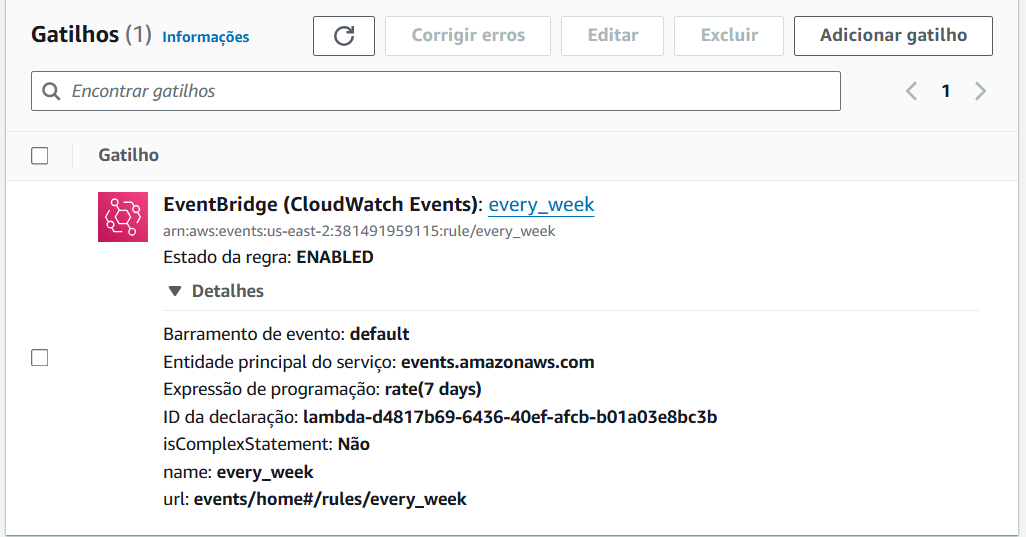 Gatilhos (1) Informações
Corrigir erros
Editar
Excluir
Adicionar gatilho
Encontrar gatilhos
1
Gatilho
EventBridge (CloudWatch Events): every_week
arn:aws:events:us-east-2:381491959115:rule/every_week
Estado da regra: ENABLED
Detalhes
Barramento de evento: default
Entidade principal do serviço: events.amazonaws.com
Expressão de programação: rate(7 days)
ID da declaração: lambda-d4817b69-6436-40ef-afcb-b01a03e8bc3b
isComplexStatement: Não
name: every_week
url: events/home#/rules/every_week